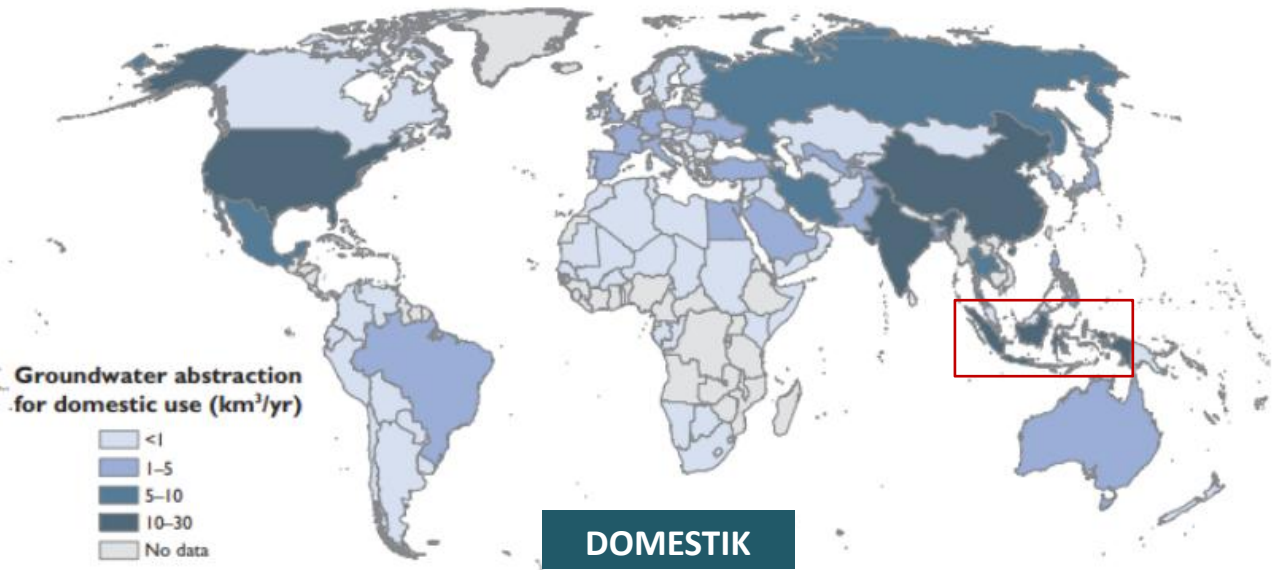 Groundwater abstraction
for domestic use (km³/yr)
<1
1–5
5–10
10–30
No data
DOMESTIK